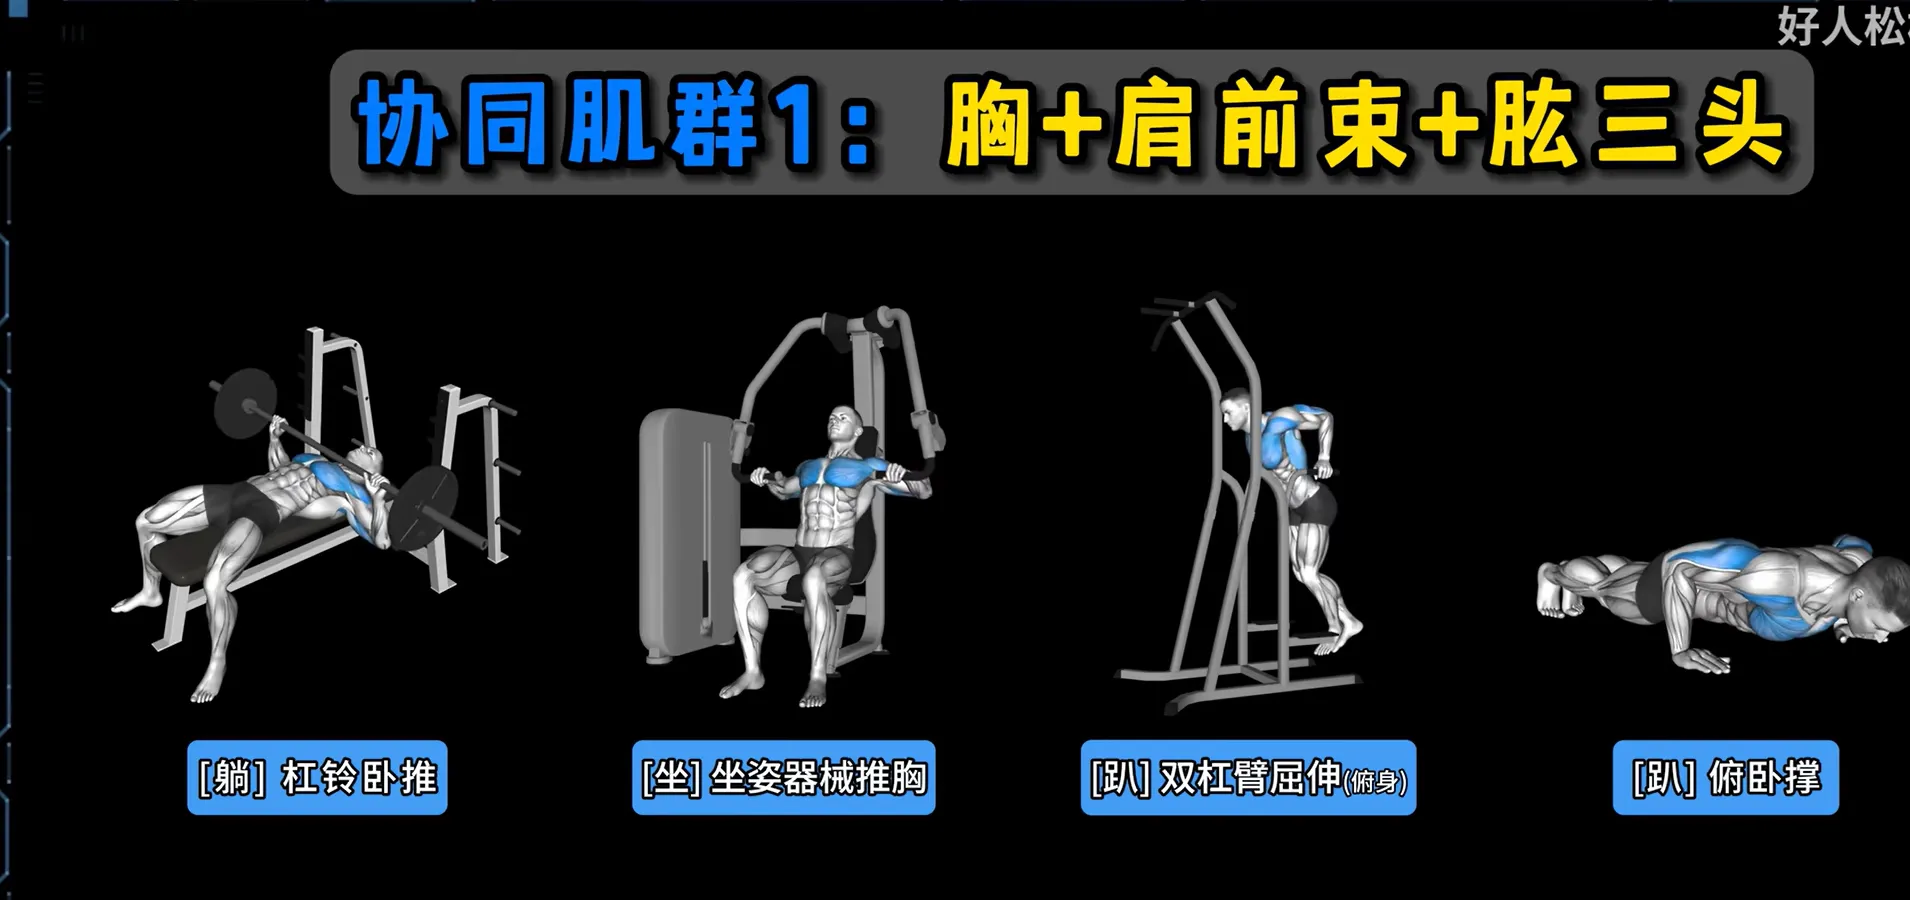 好人松
协同肌群1：胸+肩前束+肱三头
[躺] 杠铃卧推
[坐] 坐姿器械推胸
[趴] 双杠臂屈伸(俯身)
[趴] 俯卧撑